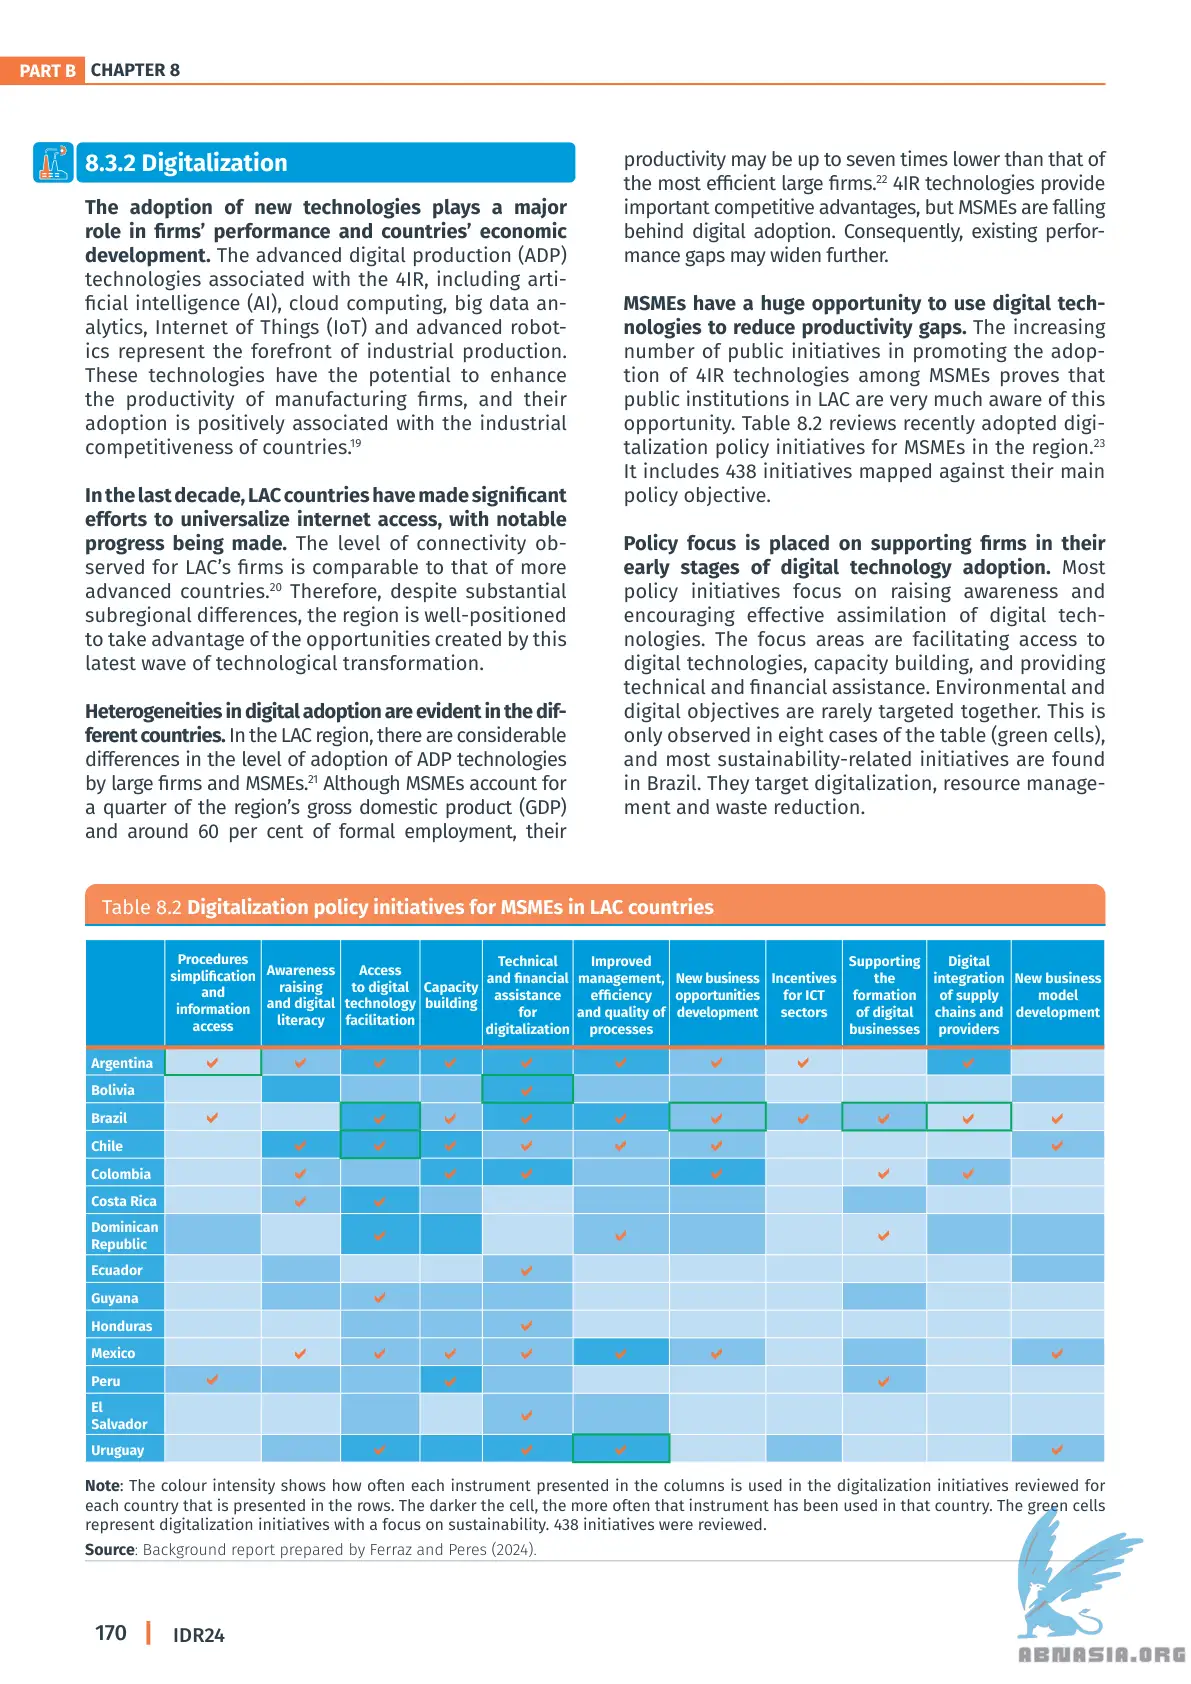 PART B CHAPTER 8
8.3.2 Digitalization
The adoption of new technologies plays a major
role in firms’ performance and countries’ economic
development. The advanced digital production (ADP)
technologies associated with the 4IR, including arti-
ficial intelligence (AI), cloud computing, big data an-
alytics, Internet of Things (IoT) and advanced robot-
ics represent the forefront of industrial production.
These technologies have the potential to enhance
the productivity of manufacturing firms, and their
adoption is positively associated with the industrial
competitiveness of countries.19
In the last decade, LAC countries have made significant
efforts to universalize internet access, with notable
progress being made. The level of connectivity ob-
served for LAC’s firms is comparable to that of more
advanced countries.20 Therefore, despite substantial
subregional differences, the region is well-positioned
to take advantage of the opportunities created by this
latest wave of technological transformation.
Heterogeneities in digital adoption are evident in the dif-
ferent countries. In the LAC region, there are considerable
differences in the level of adoption of ADP technologies
by large firms and MSMEs.21 Although MSMEs account for
a quarter of the region’s gross domestic product (GDP)
and around 60 per cent of formal employment, their
productivity may be up to seven times lower than that of
the most efficient large firms.22 4IR technologies provide
important competitive advantages, but MSMEs are falling
behind digital adoption. Consequently, existing perfor-
mance gaps may widen further.
MSMEs have a huge opportunity to use digital tech-
nologies to reduce productivity gaps. The increasing
number of public initiatives in promoting the adop-
tion of 4IR technologies among MSMEs proves that
public institutions in LAC are very much aware of this
opportunity. Table 8.2 reviews recently adopted digi-
talization policy initiatives for MSMEs in the region.23
It includes 438 initiatives mapped against their main
policy objective.
Policy focus is placed on supporting firms in their
early stages of digital technology adoption. Most
policy initiatives focus on raising awareness and
encouraging effective assimilation of digital tech-
nologies. The focus areas are facilitating access to
digital technologies, capacity building, and providing
technical and financial assistance. Environmental and
digital objectives are rarely targeted together. This is
only observed in eight cases of the table (green cells),
and most sustainability-related initiatives are found
in Brazil. They target digitalization, resource manage-
ment and waste reduction.
Table 8.2 Digitalization policy initiatives for MSMEs in LAC countries
Procedures
simplification
and
information
access
Awareness
raising
and digital
literacy
Access
to digital
technology
facilitation
Capacity
building
Technical
and financial
assistance
for
digitalization
Improved
management,
efficiency
and quality of
processes
New business
opportunities
development
Incentives
for ICT
sectors
Supporting
the
formation
of digital
businesses
Digital
integration
of supply
chains and
providers
New business
model
development
Argentina
Bolivia
Brazil
Chile
Colombia
Costa Rica
Dominican
Republic
Ecuador
Guyana
Honduras
Mexico
Peru
El
Salvador
Uruguay
Note: The colour intensity shows how often each instrument presented in the columns is used in the digitalization initiatives reviewed for
each country that is presented in the rows. The darker the cell, the more often that instrument has been used in that country. The green cells
represent digitalization initiatives with a focus on sustainability. 438 initiatives were reviewed.
Source: Background report prepared by Ferraz and Peres (2024).
170 | IDR24
ABNASIA.ORG